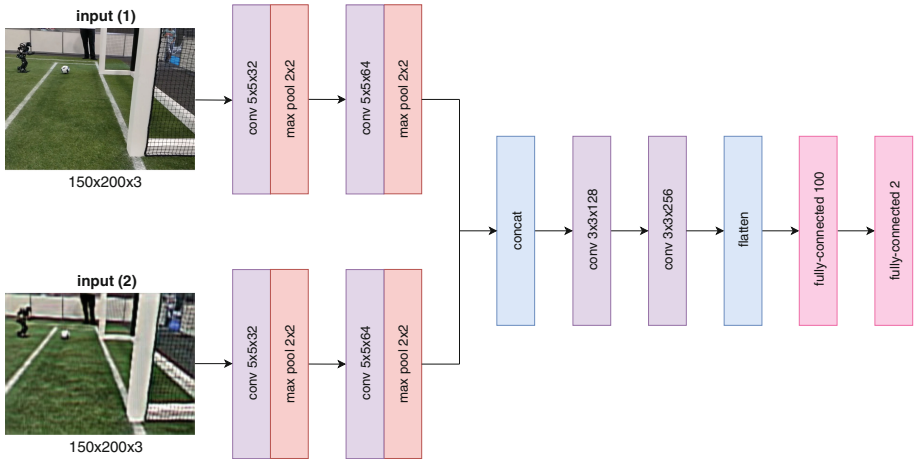 input (1)
150x200x3
conv 5x5x32
max pool 2x2
conv 5x5x64
max pool 2x2
input (2)
150x200x3
conv 5x5x32
max pool 2x2
conv 5x5x64
max pool 2x2
concat
conv 3x3x128
conv 3x3x256
flatten
fully-connected 100
fully-connected 2